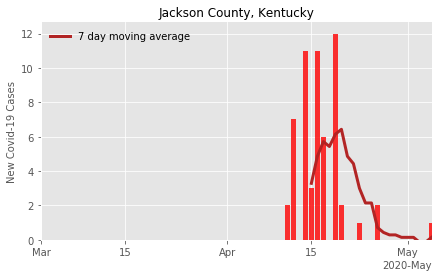 Jackson County, Kentucky
7 day moving average
New Covid-19 Cases
12
10
8
6
4
2
0
Mar 15 Apr 15 May
2020-May